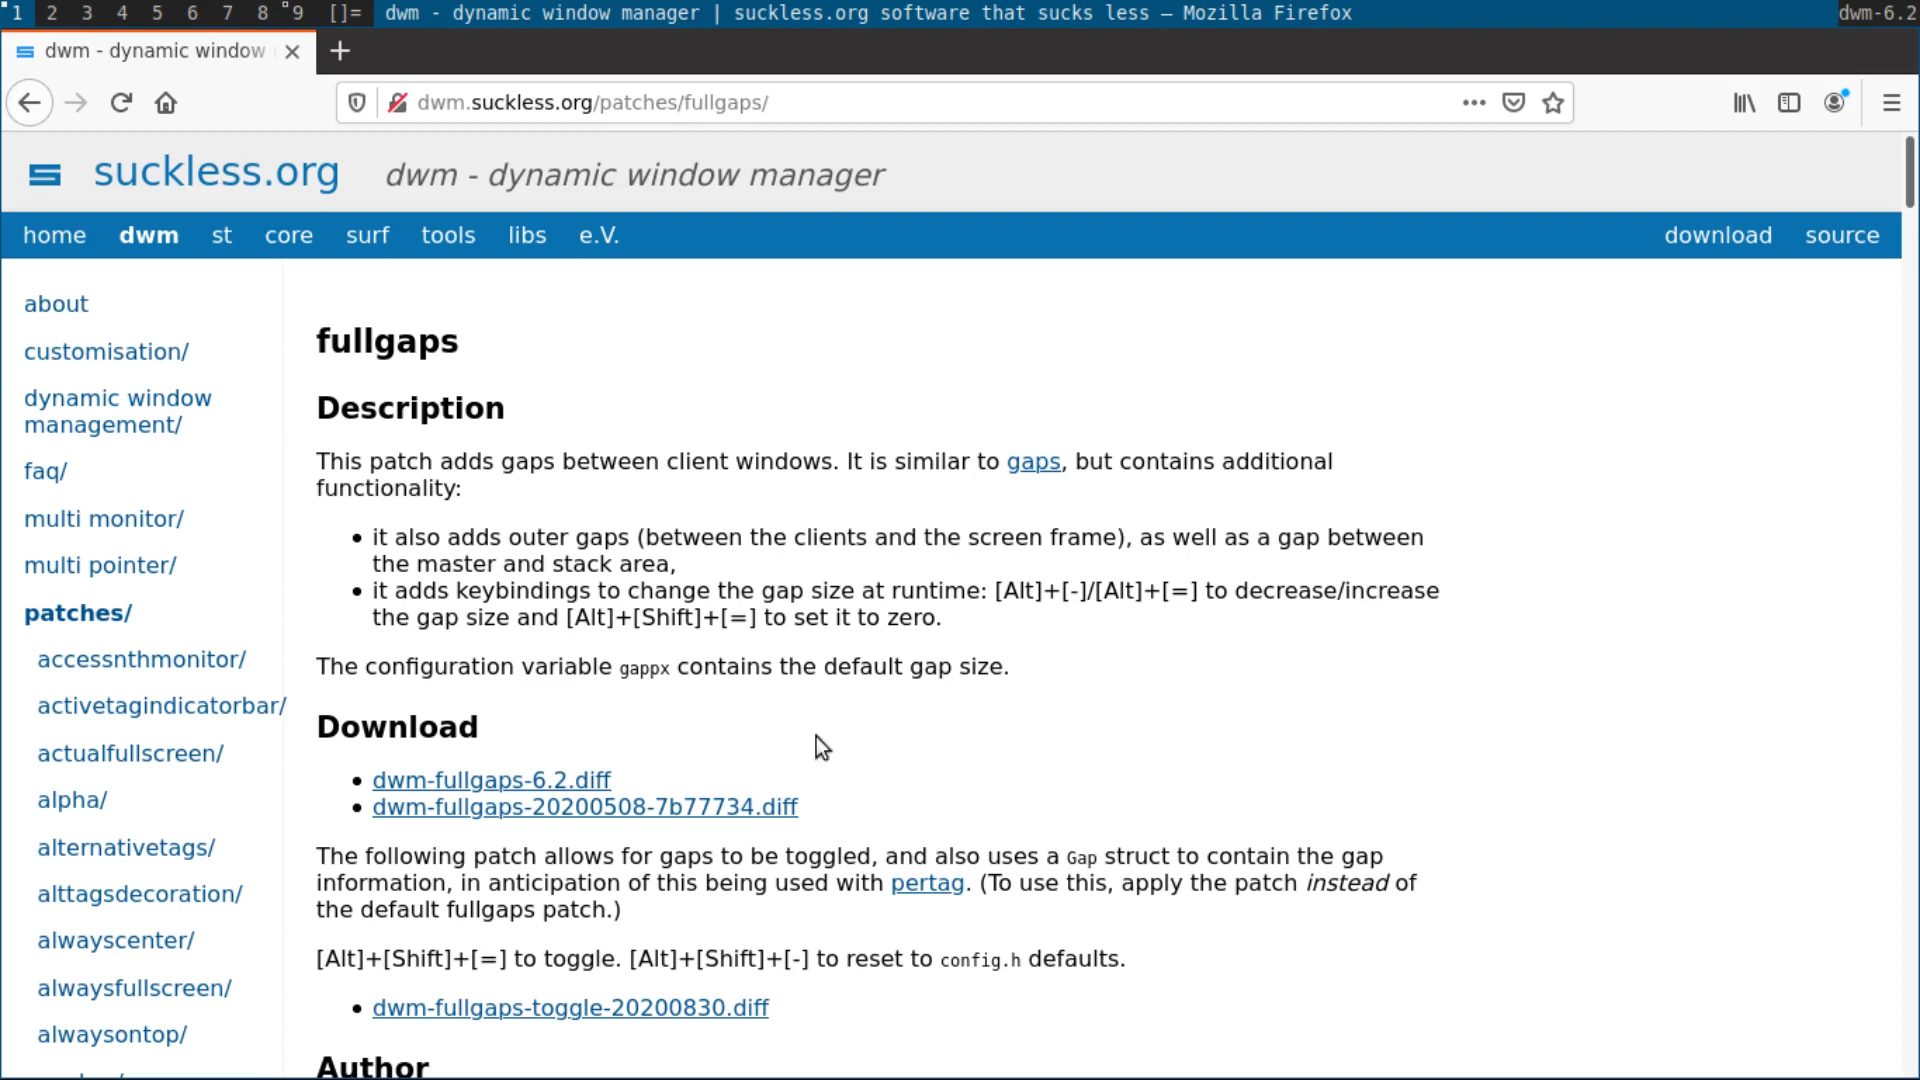 1 2 3 4 5 6 7 8 9 []= dwm - dynamic window manager | suckless.org software that sucks less — Mozilla Firefox dwm-6.2
dwm - dynamic window
dwm.suckless.org/patches/fullgaps/
suckless.org dwm - dynamic window manager
home dwm st core surf tools libs e.V. download source
about
customisation/
dynamic window
management/
faq/
multi monitor/
multi pointer/
patches/
accessnthmonitor/
activetagindicatorbar/
actualfullscreen/
alpha/
alternativetags/
alttagsdecoration/
alwayscenter/
alwaysfullscreen/
alwaysontop/
fullgaps
Description
This patch adds gaps between client windows. It is similar to gaps, but contains additional
functionality:
• it also adds outer gaps (between the clients and the screen frame), as well as a gap between
the master and stack area,
• it adds keybindings to change the gap size at runtime: [Alt]+[-]/[Alt]+[=] to decrease/increase
the gap size and [Alt]+[Shift]+[=] to set it to zero.
The configuration variable gappx contains the default gap size.
Download
• dwm-fullgaps-6.2.diff
• dwm-fullgaps-20200508-7b77734.diff
The following patch allows for gaps to be toggled, and also uses a Gap struct to contain the gap
information, in anticipation of this being used with pertag. (To use this, apply the patch instead of
the default fullgaps patch.)
[Alt]+[Shift]+[=] to toggle. [Alt]+[Shift]+[-] to reset to config.h defaults.
• dwm-fullgaps-toggle-20200830.diff
Author